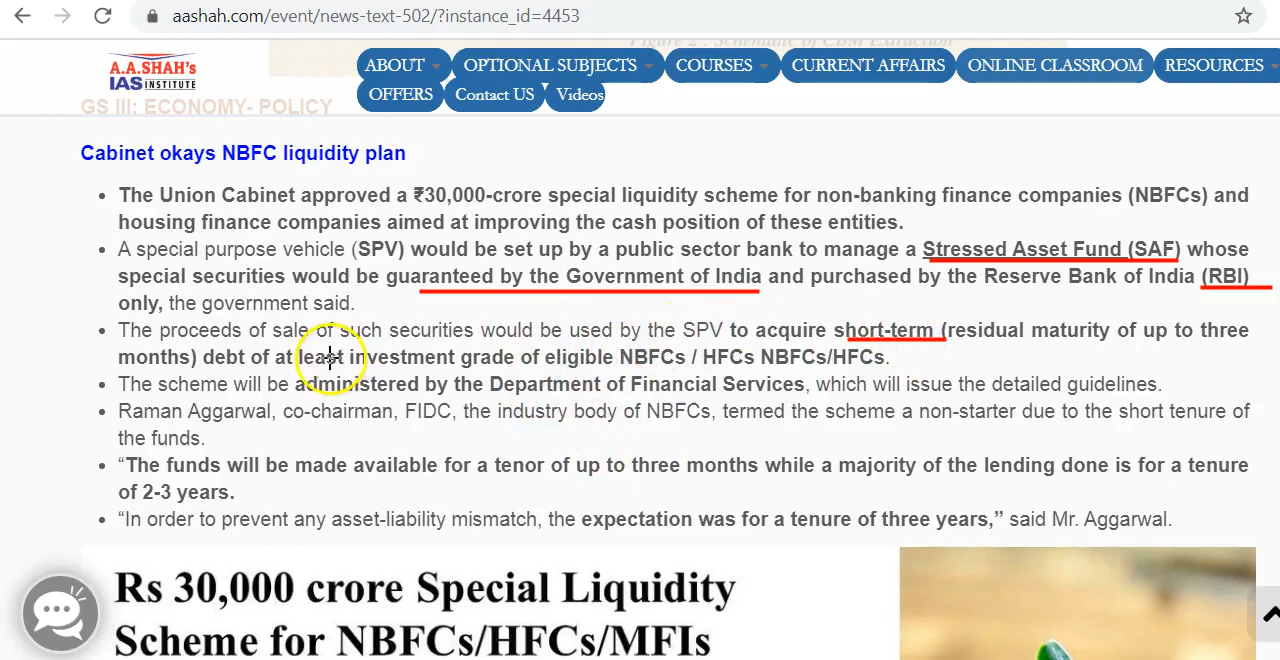 aashah.com/event/news-text-502/?instance_id=4453
Figure 2 : Schematic of CBM Extraction
A.A.SHAH's
IAS INSTITUTE
ABOUT OPTIONAL SUBJECTS COURSES CURRENT AFFAIRS ONLINE CLASSROOM RESOURCES
OFFERS Contact US Videos
GS III: ECONOMY- POLICY
Cabinet okays NBFC liquidity plan
• The Union Cabinet approved a ₹30,000-crore special liquidity scheme for non-banking finance companies (NBFCs) and
housing finance companies aimed at improving the cash position of these entities.
• A special purpose vehicle (SPV) would be set up by a public sector bank to manage a Stressed Asset Fund (SAF) whose
special securities would be guaranteed by the Government of India and purchased by the Reserve Bank of India (RBI)
only, the government said.
• The proceeds of sale of such securities would be used by the SPV to acquire short-term (residual maturity of up to three
months) debt of at least investment grade of eligible NBFCs / HFCs NBFCs/HFCs.
• The scheme will be administered by the Department of Financial Services, which will issue the detailed guidelines.
• Raman Aggarwal, co-chairman, FIDC, the industry body of NBFCs, termed the scheme a non-starter due to the short tenure of
the funds.
• “The funds will be made available for a tenor of up to three months while a majority of the lending done is for a tenure
of 2-3 years.
• “In order to prevent any asset-liability mismatch, the expectation was for a tenure of three years,” said Mr. Aggarwal.
Rs 30,000 crore Special Liquidity
Scheme for NBFCs/HFCs/MFIs